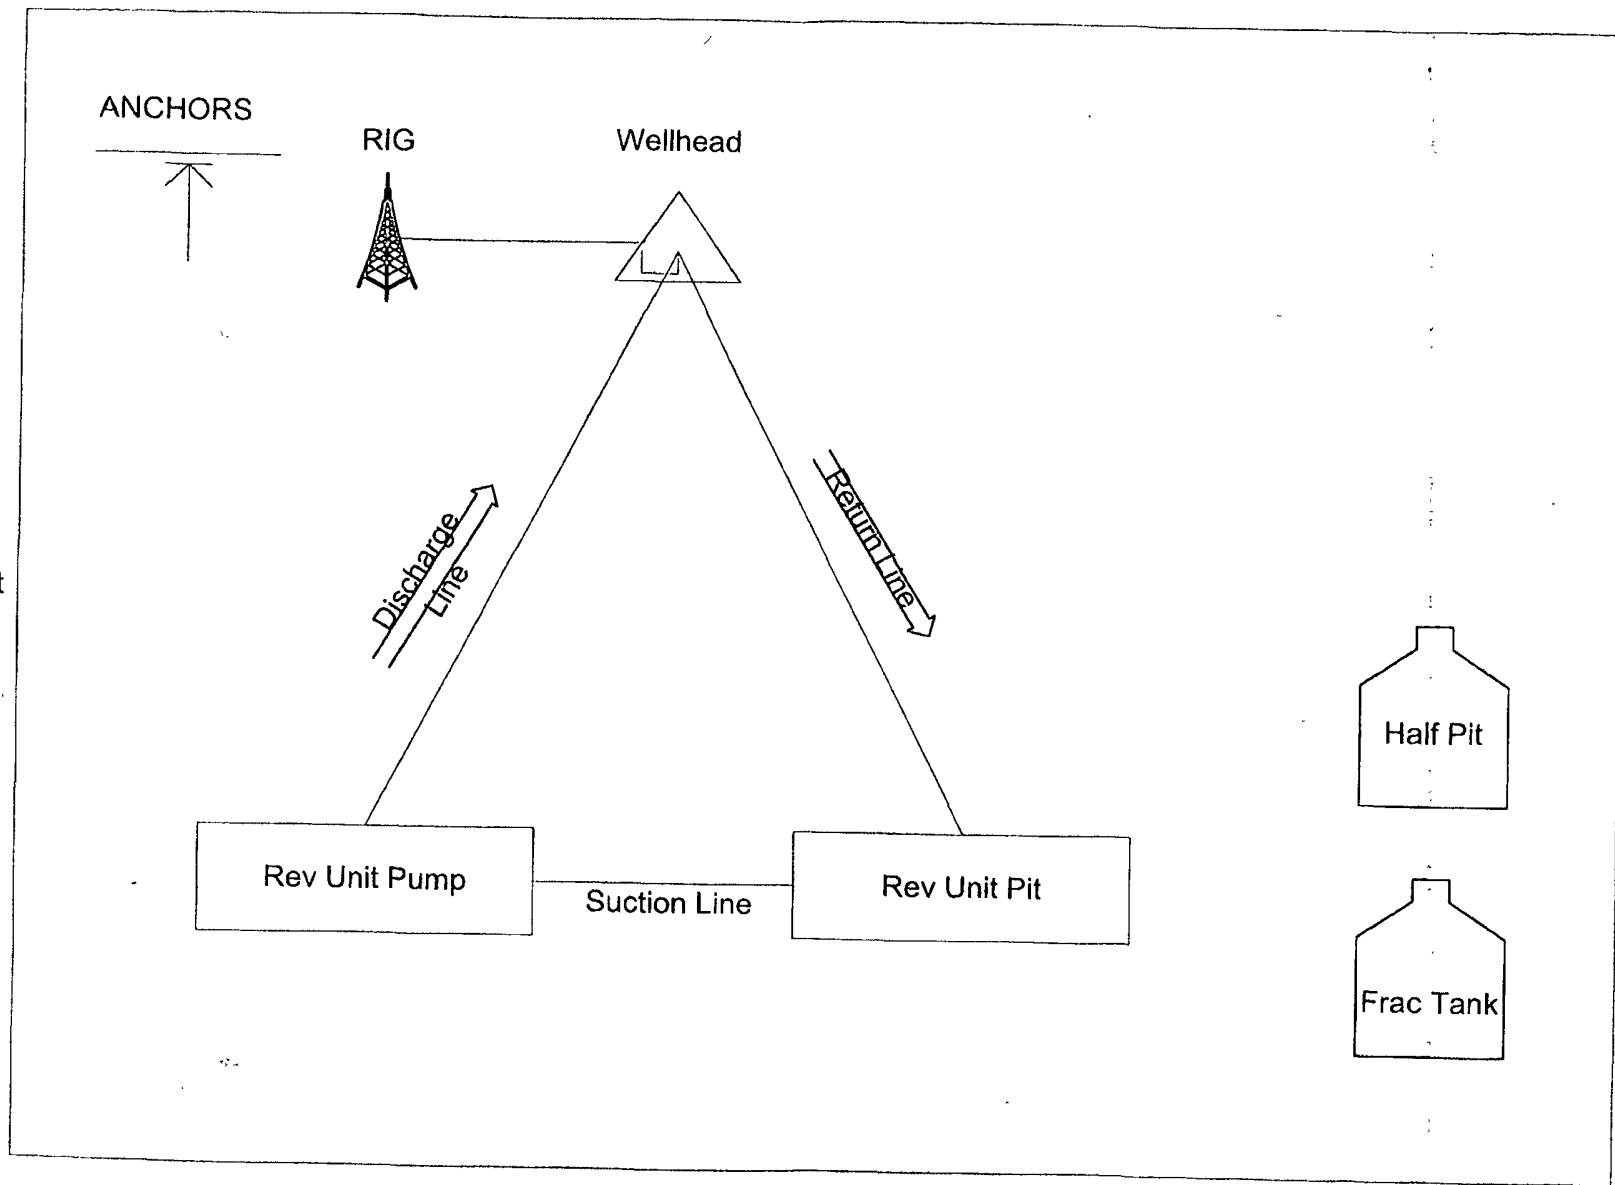 ANCHORS
RIG
Wellhead
Discharge
Line
Return Line
t
Half Pit
Rev Unit Pump
Suction Line
Rev Unit Pit
Frac Tank